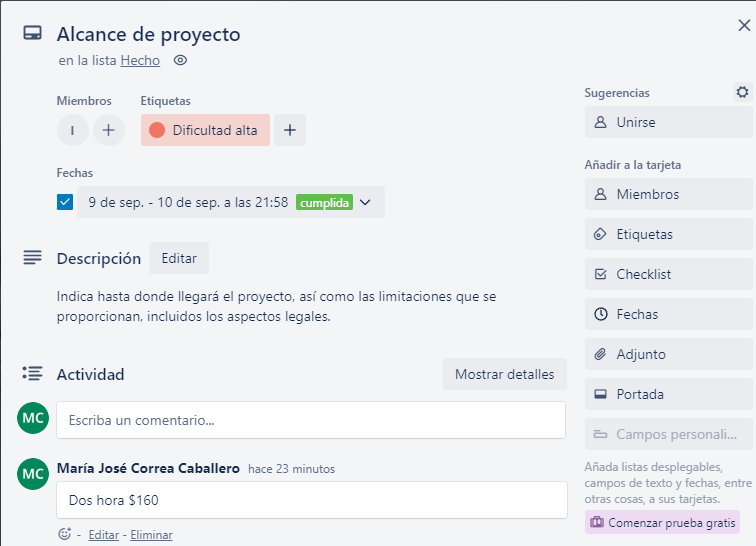 Alcance de proyecto
en la lista Hecho
Miembros
Etiquetas
I
Dificultad alta
Fechas
9 de sep. - 10 de sep. a las 21:58 cumplida
Descripción
Editar
Indica hasta donde llegará el proyecto, así como las limitaciones que se
proporcionan, incluidos los aspectos legales.
Actividad
Mostrar detalles
MC
Escriba un comentario...
MC
María José Correa Caballero hace 23 minutos
Dos hora $160
- Editar - Eliminar
Sugerencias
Unirse
Añadir a la tarjeta
Miembros
Etiquetas
Checklist
Fechas
Adjunto
Portada
Campos personali...
Añada listas desplegables,
campos de texto y fechas, entre
otras cosas, a sus tarjetas.
Comenzar prueba gratis